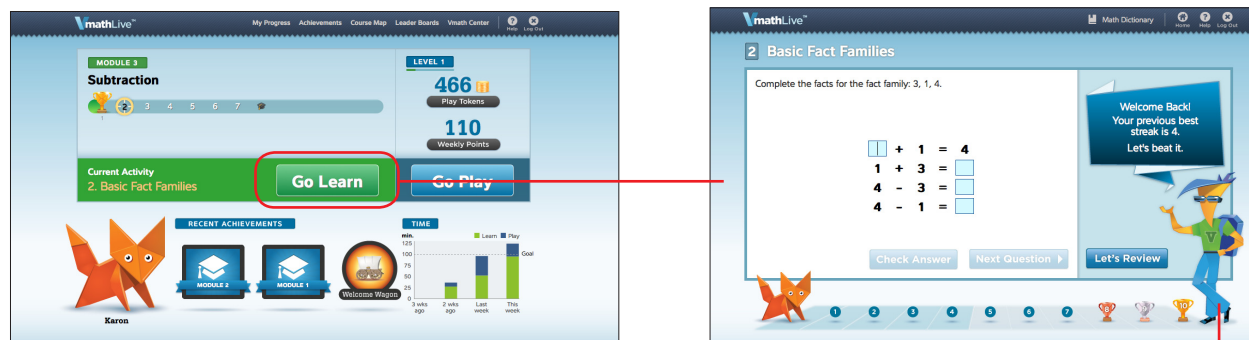 VmathLive™
My Progress Achievements Course Map Leader Boards Vmath Center Help Log Out
MODULE 3
Subtraction
1 2 3 4 5 6 7
LEVEL 1
466
Play Tokens
110
Weekly Points
Current Activity
2. Basic Fact Families
Go Learn
Go Play
RECENT ACHIEVEMENTS
MODULE 2
MODULE 1
Welcome Wagon
TIME
min.
Learn Play
125
100
75
50
25
0
Goal
3 wks ago
2 wks ago
Last week
This week
Karon
VmathLive™
Math Dictionary Home Help Log Out
2 Basic Fact Families
Complete the facts for the fact family: 3, 1, 4.
+ 1 = 4
1 + 3 =
4 - 3 =
4 - 1 =
Check Answer
Next Question
Welcome Back!
Your previous best
streak is 4.
Let's beat it.
Let's Review
1 2 3 4 5 6 7 8 10